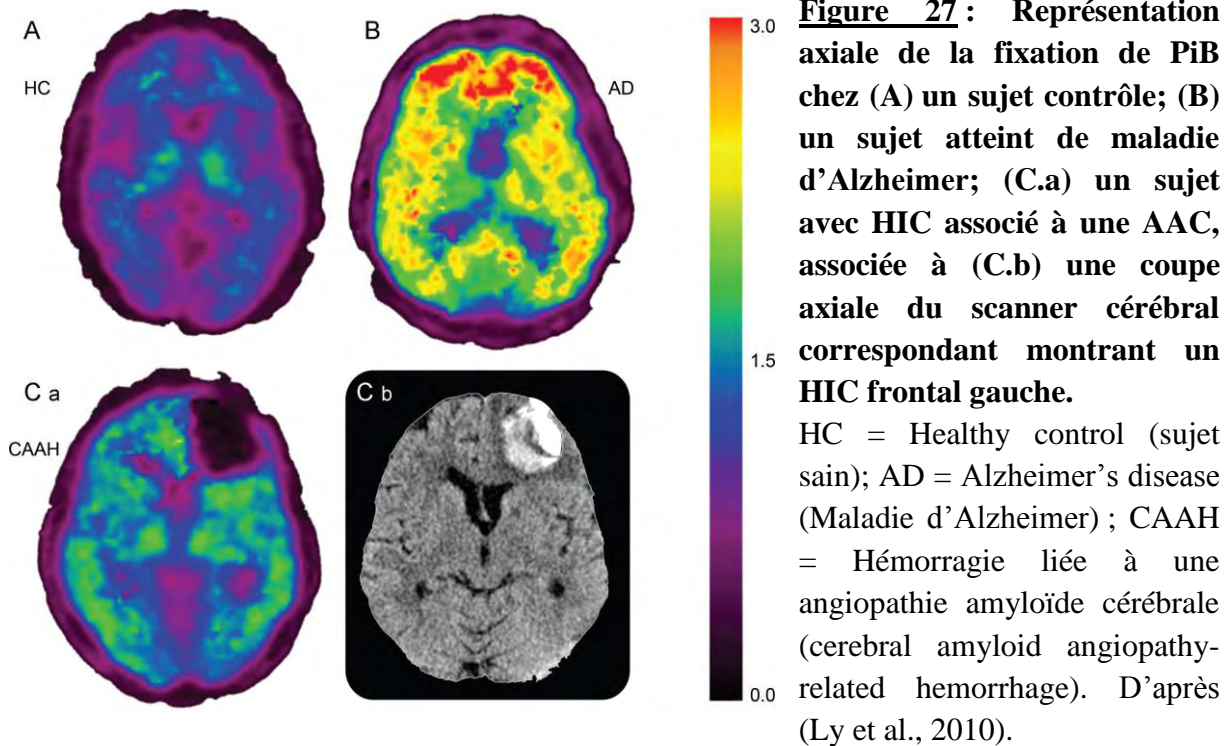 A
HC
B
AD
C a
CAAH
C b
3.0
1.5
0.0
Figure 27 : Représentation
axiale de la fixation de PiB
chez (A) un sujet contrôle; (B)
un sujet atteint de maladie
d’Alzheimer; (C.a) un sujet
avec HIC associé à une AAC,
associée à (C.b) une coupe
axiale du scanner cérébral
correspondant montrant un
HIC frontal gauche.
HC = Healthy control (sujet
sain); AD = Alzheimer’s disease
(Maladie d’Alzheimer) ; CAAH
= Hémorragie liée à une
angiopathie amyloïde cérébrale
(cerebral amyloid angiopathy-
related hemorrhage). D’après
(Ly et al., 2010).